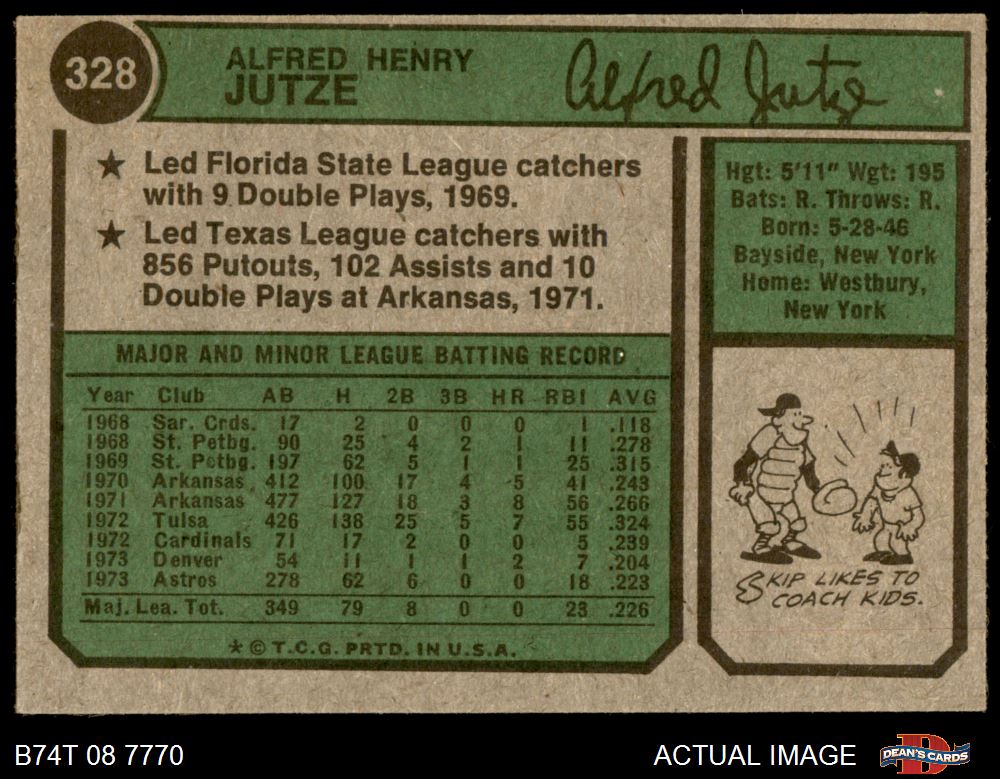 328
ALFRED HENRY
JUTZE
Alfred Jutze
★ Led Florida State League catchers
with 9 Double Plays, 1969.
★ Led Texas League catchers with
856 Putouts, 102 Assists and 10
Double Plays at Arkansas, 1971.
Hgt: 5'11" Wgt: 195
Bats: R. Throws: R.
Born: 5-28-46
Bayside, New York
Home: Westbury,
New York
MAJOR AND MINOR LEAGUE BATTING RECORD
Year Club AB H 2B 3B HR RBI AVG
1968 Sar. Crds. 17 2 0 0 0 1 .118
1968 St. Petbg. 90 25 4 2 1 11 .278
1969 St. Petbg. 197 62 5 1 1 25 .315
1970 Arkansas 412 100 17 4 5 41 .243
1971 Arkansas 477 127 18 3 8 56 .266
1972 Tulsa 426 138 25 5 7 55 .324
1972 Cardinals 71 17 2 0 0 5 .239
1973 Denver 54 11 1 1 2 7 .204
1973 Astros 278 62 6 0 0 18 .223
Maj. Lea. Tot. 349 79 8 0 0 23 .226
* © T.C.G. PRTD. IN U.S.A.
SKIP LIKES TO
COACH KIDS.
B74T 08 7770
ACTUAL IMAGE
DEAN'S CARDS